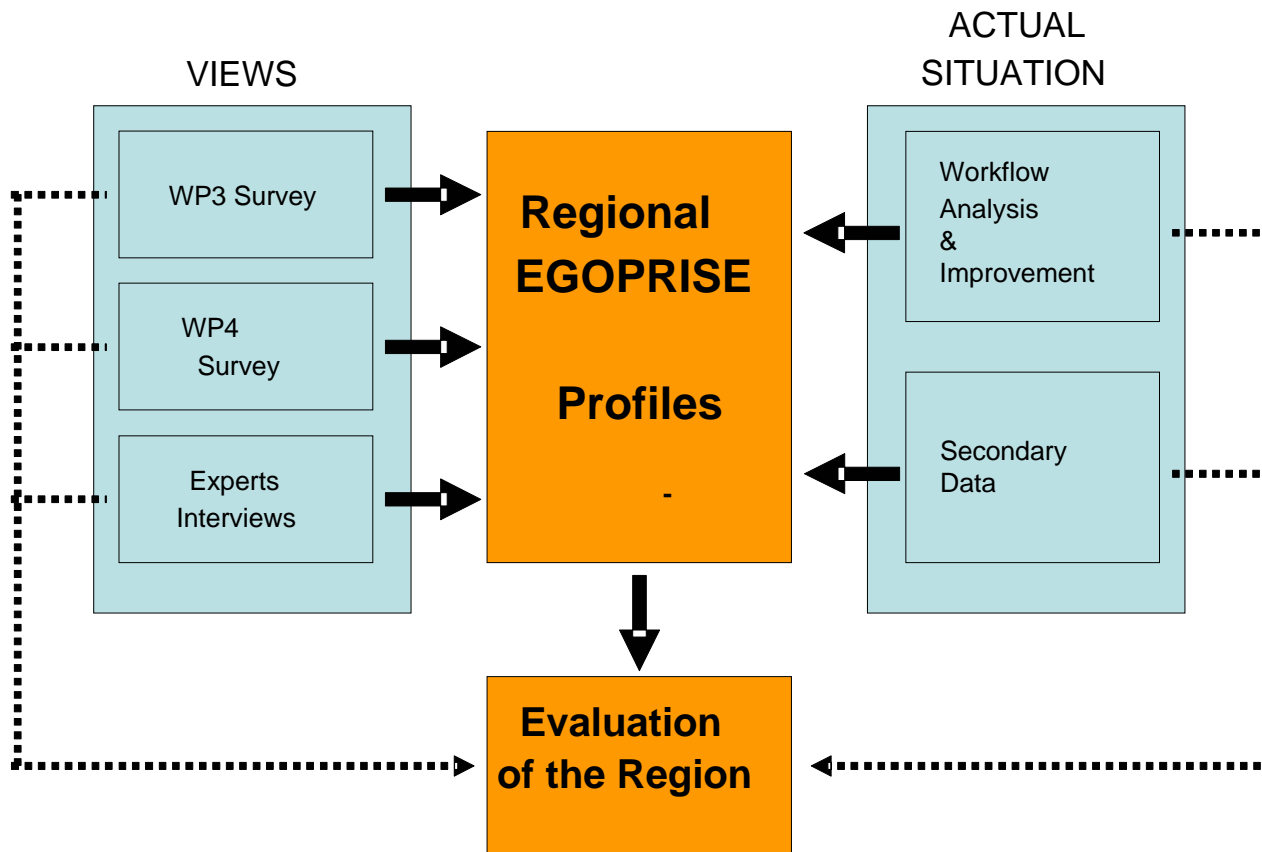 VIEWS
WP3 Survey
WP4
Survey
Experts
Interviews
Regional
EGOPRISE
Profiles
-
Evaluation
of the Region
ACTUAL
SITUATION
Workflow
Analysis
&
Improvement
Secondary
Data